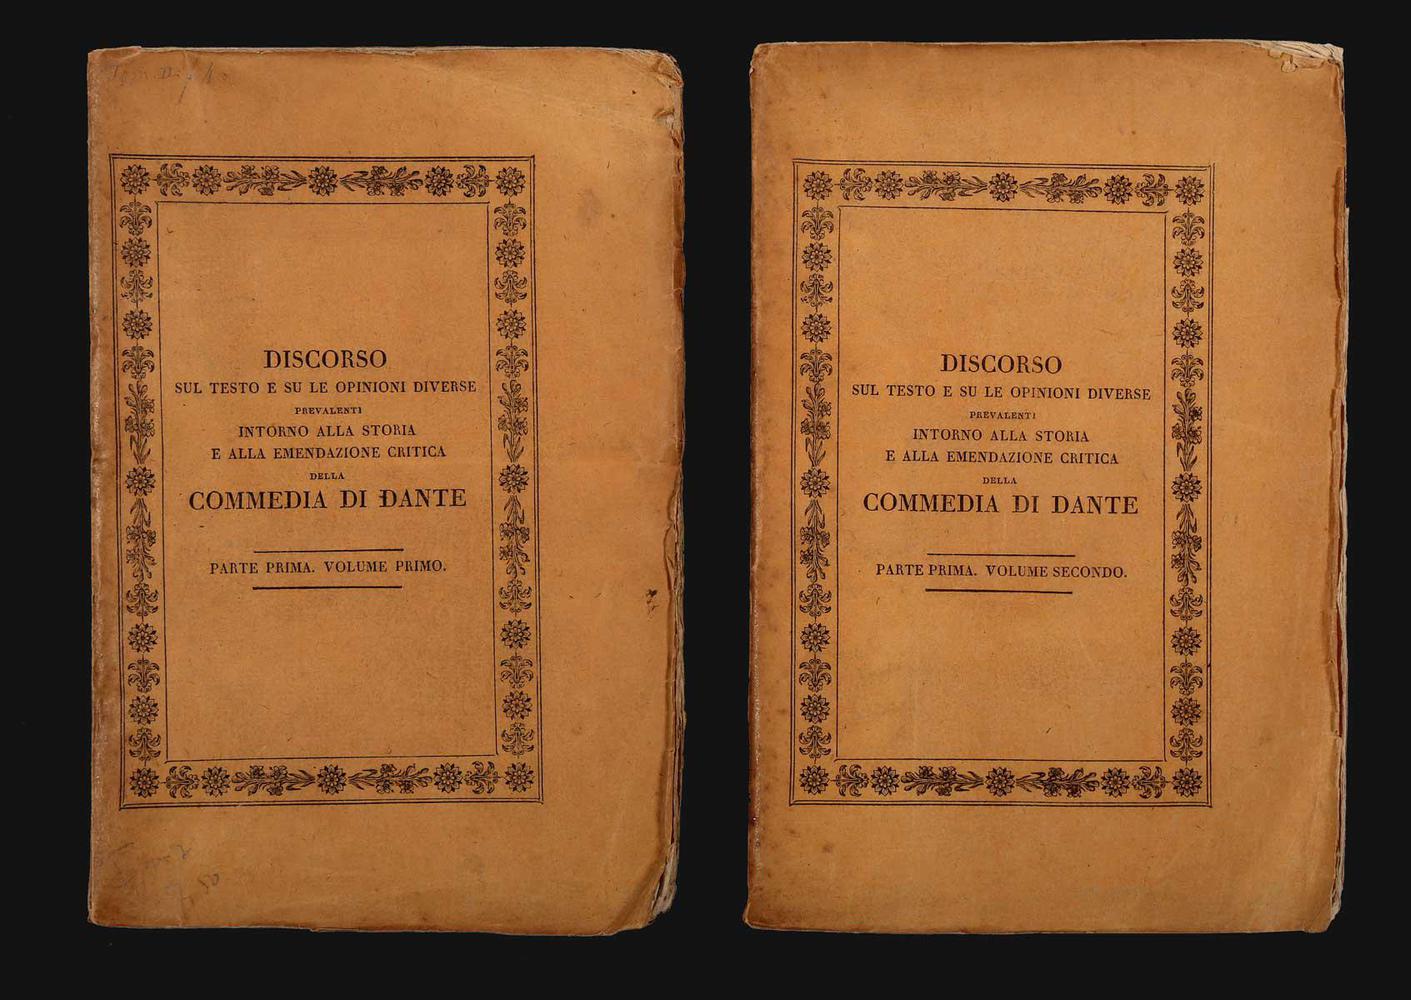 DISCORSO
SUL TESTO E SU LE OPINIONI DIVERSE
PREVALENTI
INTORNO ALLA STORIA
E ALLA EMENDAZIONE CRITICA
DELLA
COMMEDIA DI DANTE
PARTE PRIMA. VOLUME PRIMO.
50
DISCORSO
SUL TESTO E SU LE OPINIONI DIVERSE
PREVALENTI
INTORNO ALLA STORIA
E ALLA EMENDAZIONE CRITICA
DELLA
COMMEDIA DI DANTE
PARTE PRIMA. VOLUME SECONDO.